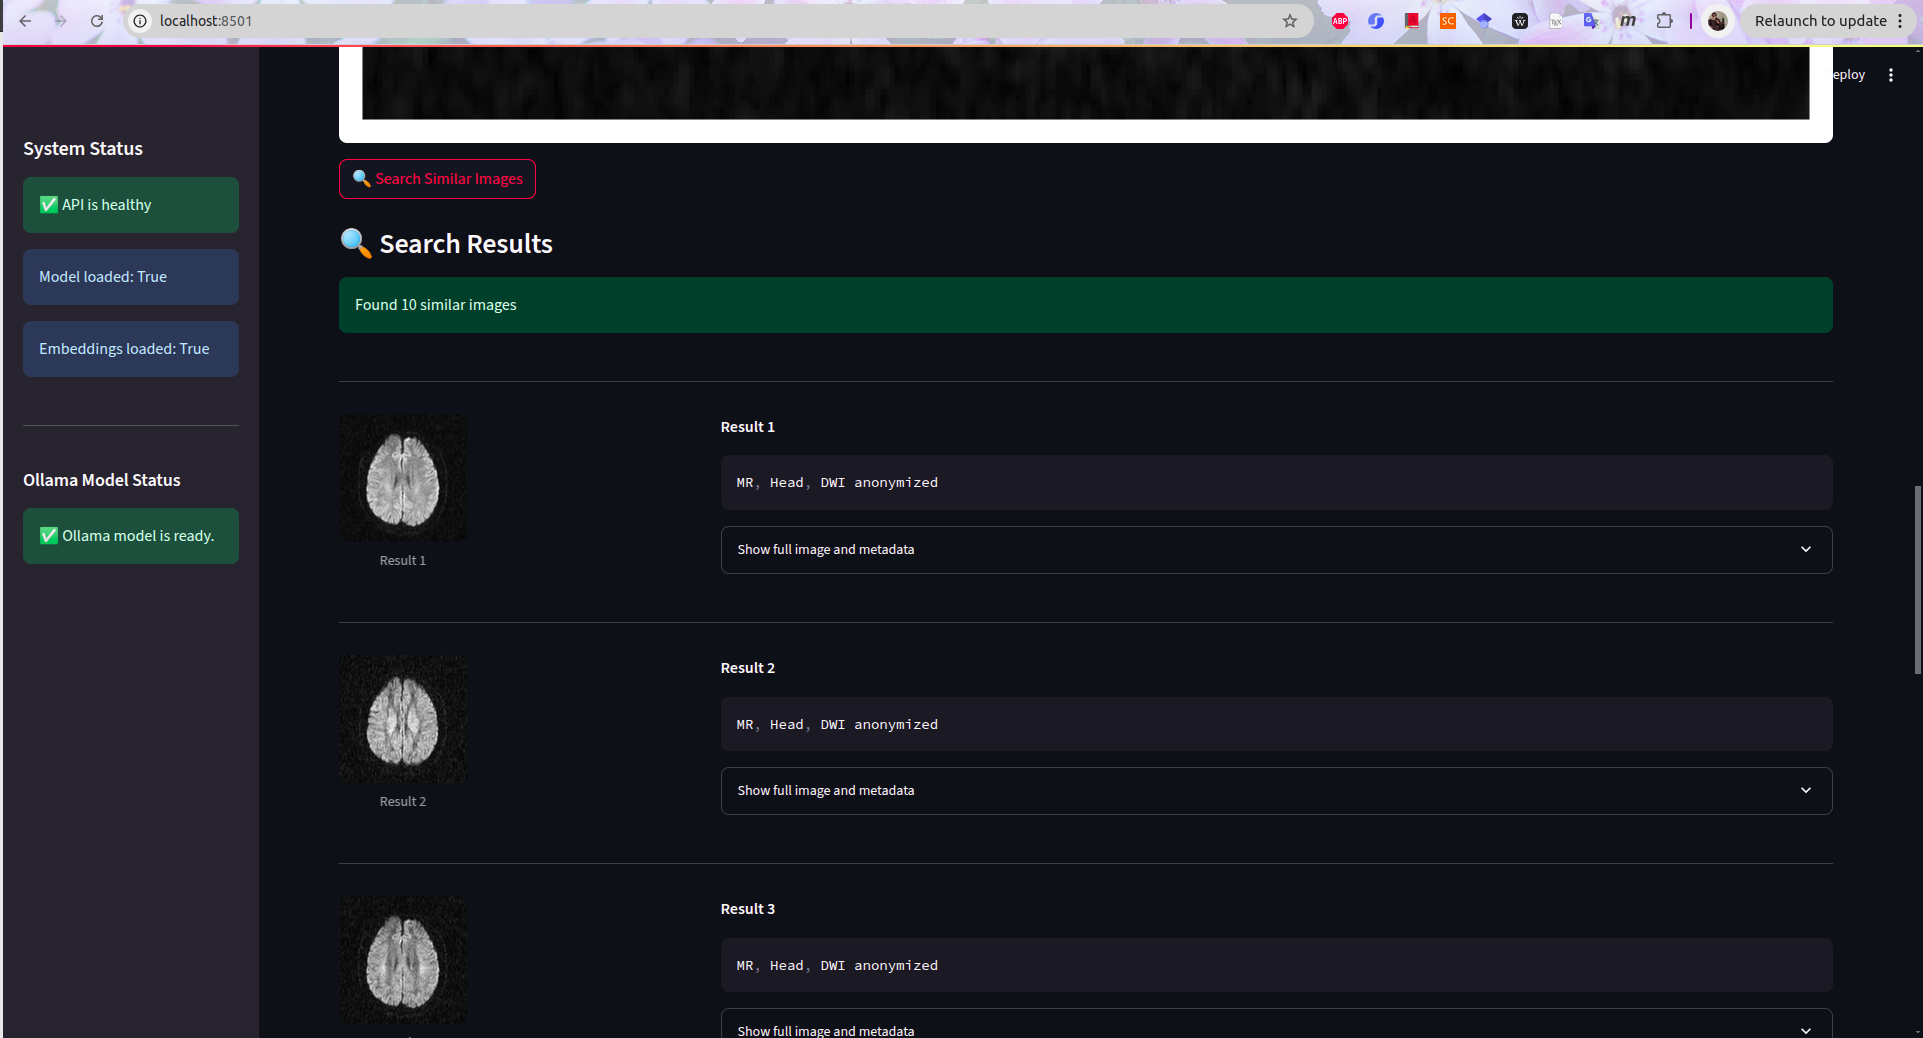 localhost:8501
ABP
SC
W
TEX
G
m
Relaunch to update
eploy
System Status
✅ API is healthy
Model loaded: True
Embeddings loaded: True
Ollama Model Status
✅ Ollama model is ready.
🔍 Search Similar Images
🔍 Search Results
Found 10 similar images
Result 1
MR, Head, DWI anonymized
Show full image and metadata
Result 1
Result 2
MR, Head, DWI anonymized
Show full image and metadata
Result 2
Result 3
MR, Head, DWI anonymized
Show full image and metadata